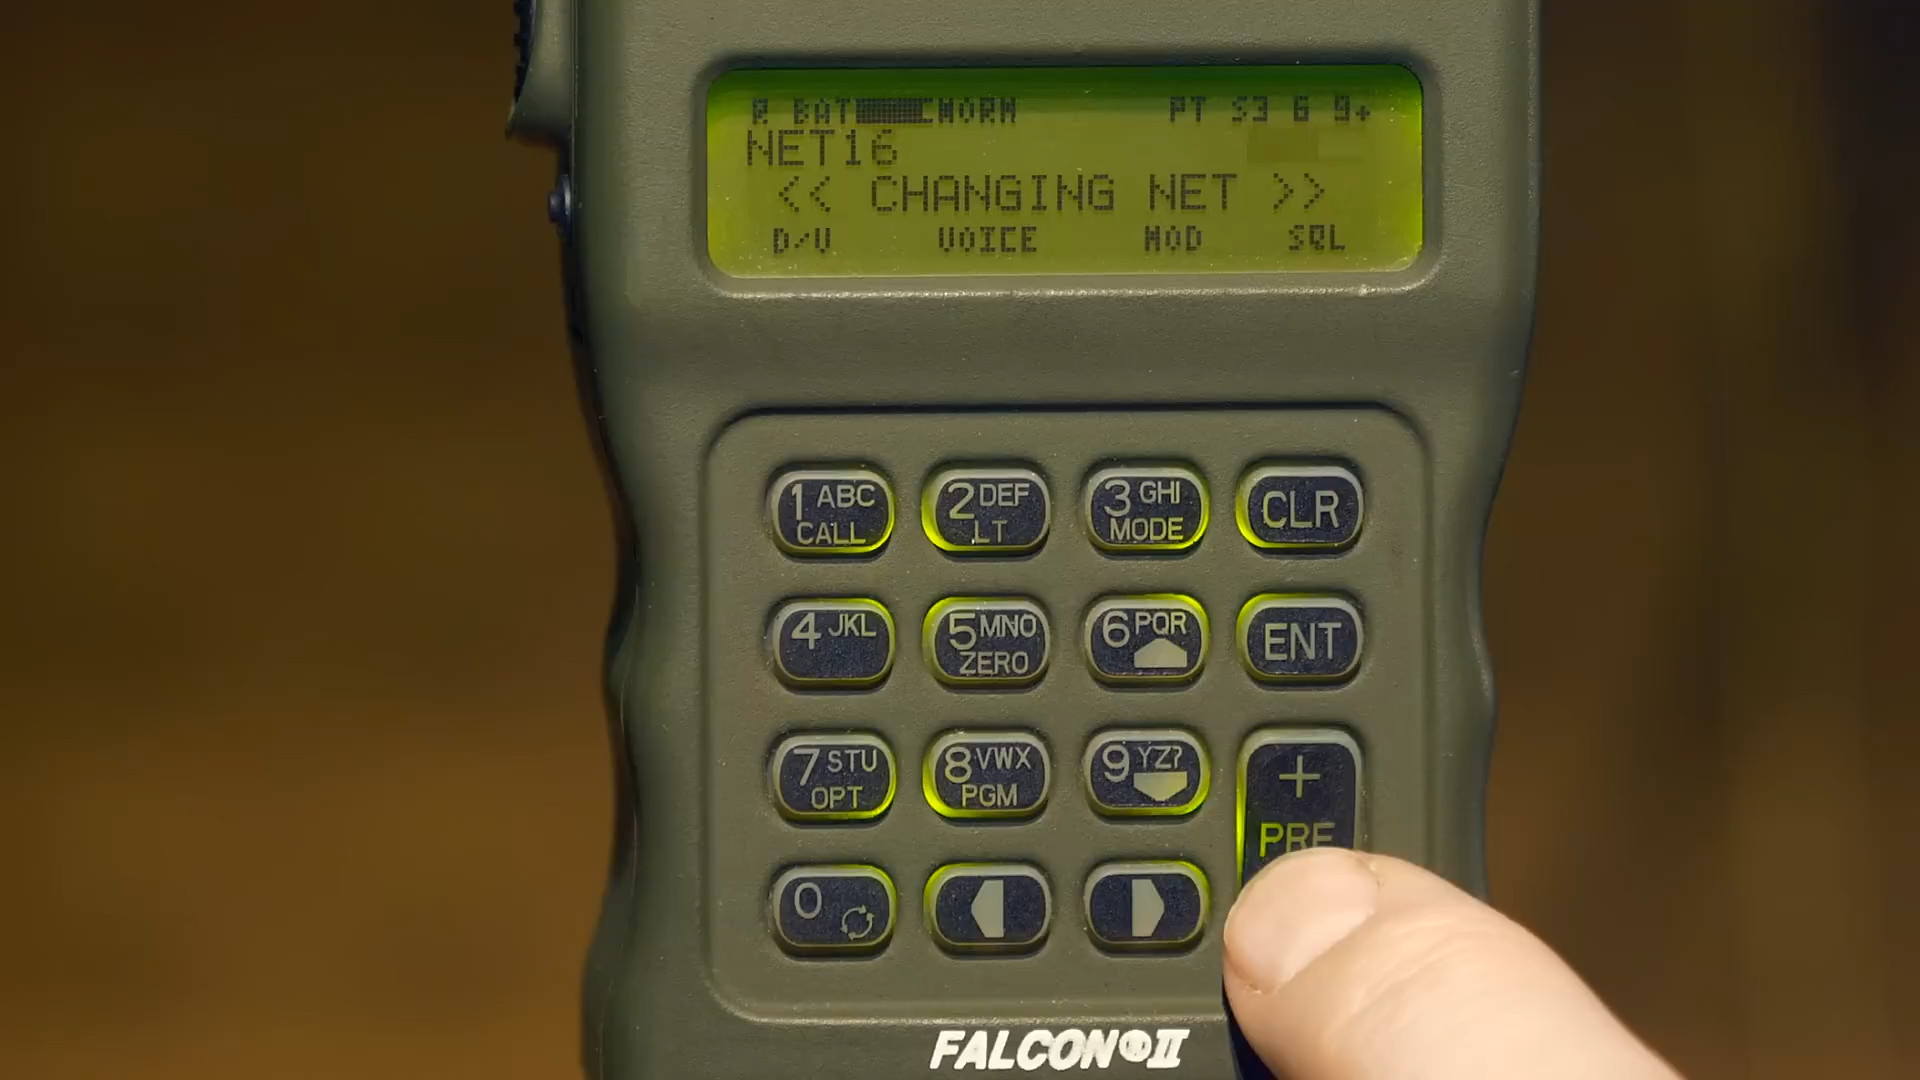 R BAT CNORM PT S3 6 9+
NET16
<< CHANGING NET >>
D/V VOICE MOD SQL
1 ABC CALL
2 DEF LT
3 GHI MODE
CLR
4 JKL
5 MNO ZERO
6 PQR
ENT
7 STU OPT
8 VWX PGM
9 YZ?
+ PRE
0
FALCON®II